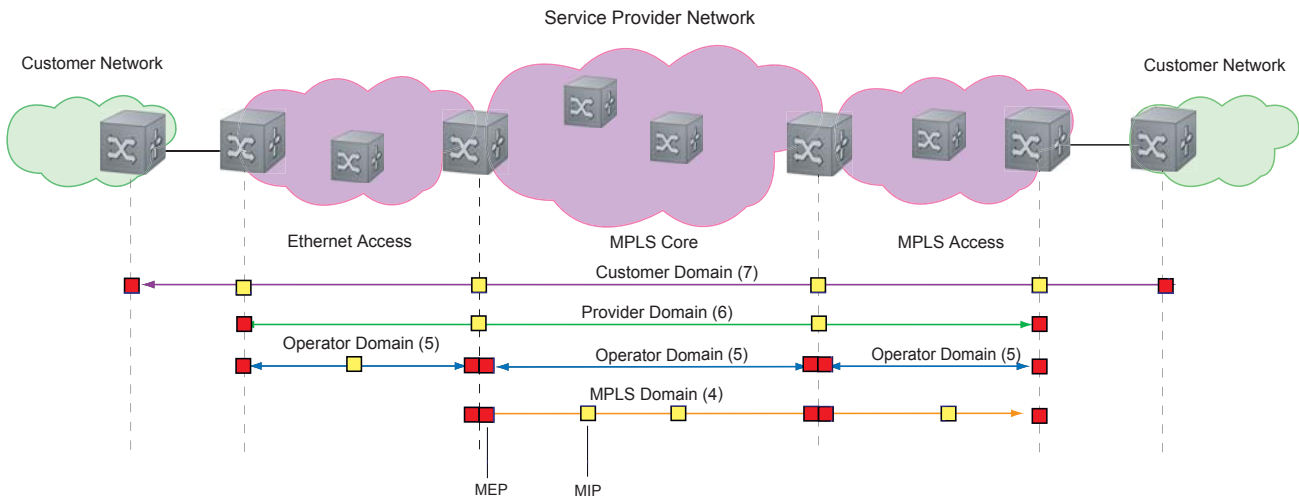 Service Provider Network
Customer Network
Customer Network
Ethernet Access
MPLS Core
MPLS Access
Customer Domain (7)
Provider Domain (6)
Operator Domain (5)
Operator Domain (5)
Operator Domain (5)
MPLS Domain (4)
MEP
MIP